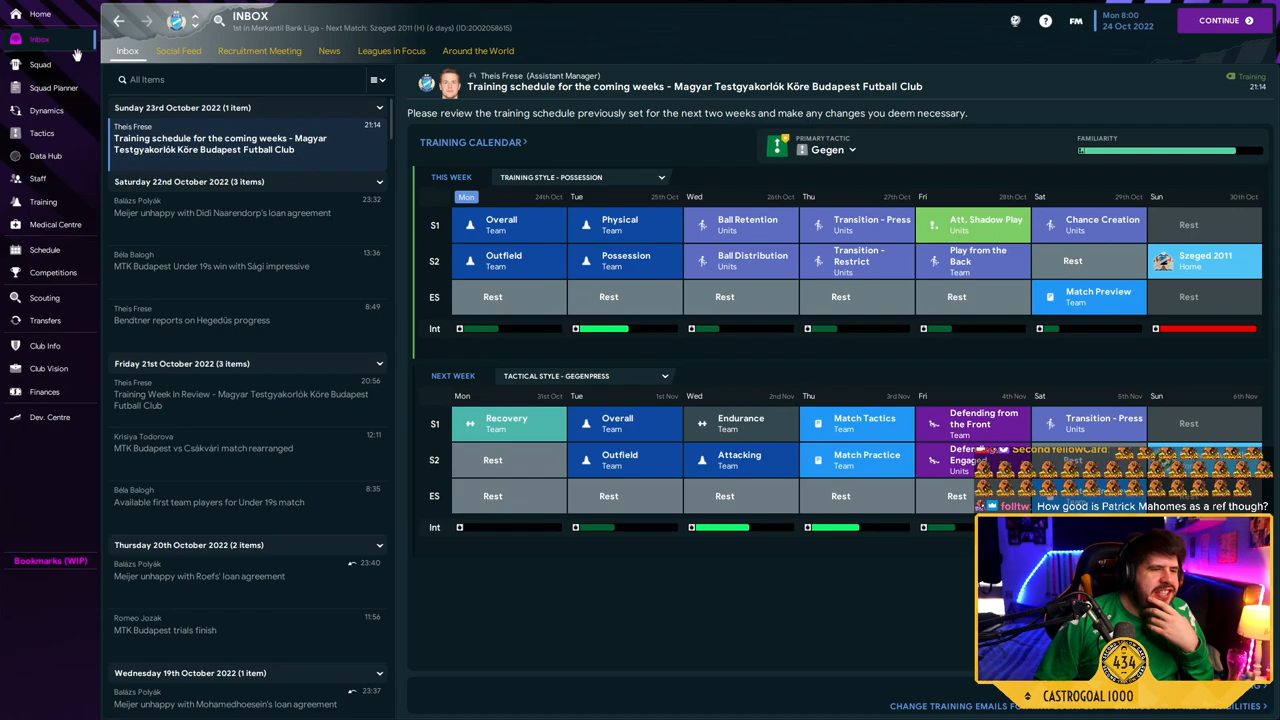 Home
Inbox
Squad
Squad Planner
Dynamics
Tactics
Data Hub
Staff
Training
Medical Centre
Schedule
Competitions
Scouting
Transfers
Club Info
Club Vision
Finances
Dev. Centre
Bookmarks (WIP)
INBOX
1st in Merkantil Bank Liga - Next Match: Szeged 2011 (H) (6 days) (ID:2002058615)
FM
Mon 8:00
24 Oct 2022
CONTINUE
Inbox Social Feed Recruitment Meeting News Leagues in Focus Around the World
All Items
Sunday 23rd October 2022 (1 item)
Theis Frese 21:14
Training schedule for the coming weeks - Magyar
Testgyakorlók Köre Budapest Futball Club
Saturday 22nd October 2022 (3 items)
Balázs Polyák 23:32
Meijer unhappy with Didi Naarendorp's loan agreement
Béla Balogh 13:36
MTK Budapest Under 19s win with Sági impressive
Theis Frese 8:49
Bendtner reports on Hegedűs progress
Friday 21st October 2022 (3 items)
Theis Frese 20:56
Training Week In Review - Magyar Testgyakorlók Köre Budapest
Futball Club
Krisiya Todorova 12:11
MTK Budapest vs Csákvári match rearranged
Béla Balogh 8:35
Available first team players for Under 19s match
Thursday 20th October 2022 (2 items)
Balázs Polyák 23:40
Meijer unhappy with Roefs' loan agreement
Romeo Jozak 11:56
MTK Budapest trials finish
Wednesday 19th October 2022 (1 item)
Balázs Polyák 23:37
Meijer unhappy with Mohamedhoesein's loan agreement
Theis Frese (Assistant Manager)
Training schedule for the coming weeks - Magyar Testgyakorlók Köre Budapest Futball Club
Training
21:14
Please review the training schedule previously set for the next two weeks and make any changes you deem necessary.
TRAINING CALENDAR
PRIMARY TACTIC
Gegen
FAMILIARITY
THIS WEEK TRAINING STYLE - POSSESSION
Mon 24th Oct Tue 25th Oct Wed 26th Oct Thu 27th Oct Fri 28th Oct Sat 29th Oct Sun 30th Oct
S1
Overall
Team
Physical
Team
Ball Retention
Units
Transition - Press
Units
Att. Shadow Play
Units
Chance Creation
Units
Rest
S2
Outfield
Team
Possession
Team
Ball Distribution
Units
Transition -
Restrict
Units
Play from the
Back
Team
Rest
Szeged 2011
Home
ES
Rest
Rest
Rest
Rest
Rest
Match Preview
Team
Rest
Int
NEXT WEEK TACTICAL STYLE - GEGENPRESS
Mon 31st Oct Tue 1st Nov Wed 2nd Nov Thu 3rd Nov Fri 4th Nov Sat 5th Nov Sun 6th Nov
S1
Recovery
Team
Overall
Team
Endurance
Team
Match Tactics
Team
Defending from
the Front
Team
Transition - Press
Units
Rest
S2
Rest
Outfield
Team
Attacking
Team
Match Practice
Team
Units
ES
Rest
Rest
Rest
Rest
Rest
Int
SecondYellowCard
folltw: How good is Patrick Mahomes as a ref though?
434
CASTROGOAL 1000
CHANGE TRAINING EMAILS FOR